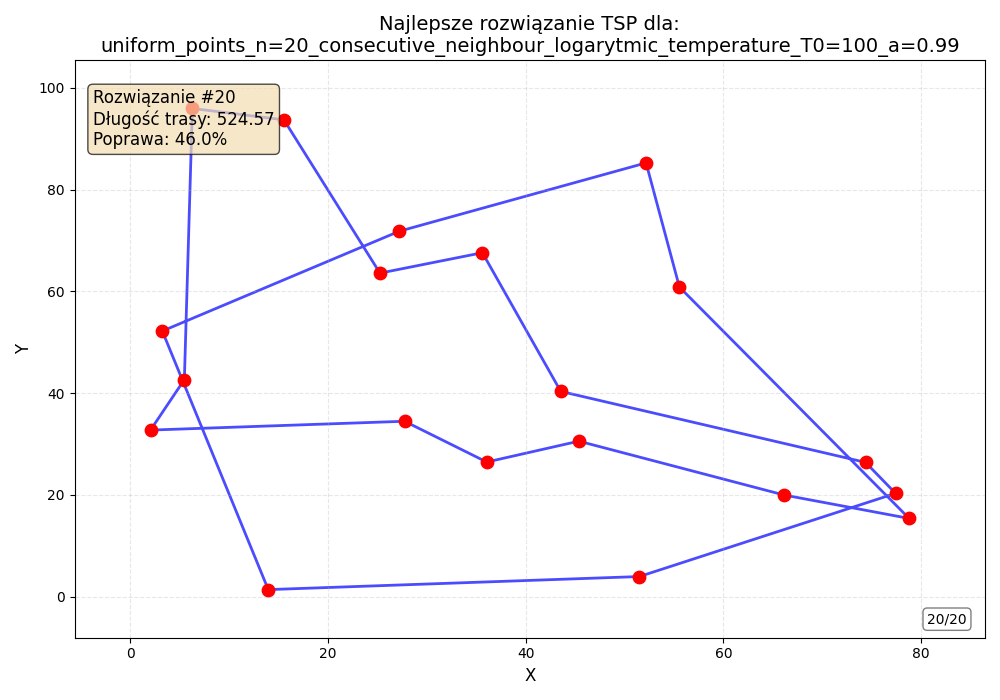 Najlepsze rozwiązanie TSP dla:
uniform_points_n=20_consecutive_neighbour_logarytmic_temperature_T0=100_a=0.99
Rozwiązanie #20
Długość trasy: 524.57
Poprawa: 46.0%
100
80
60
40
20
0
Y
20/20
0 20 40 60 80
X